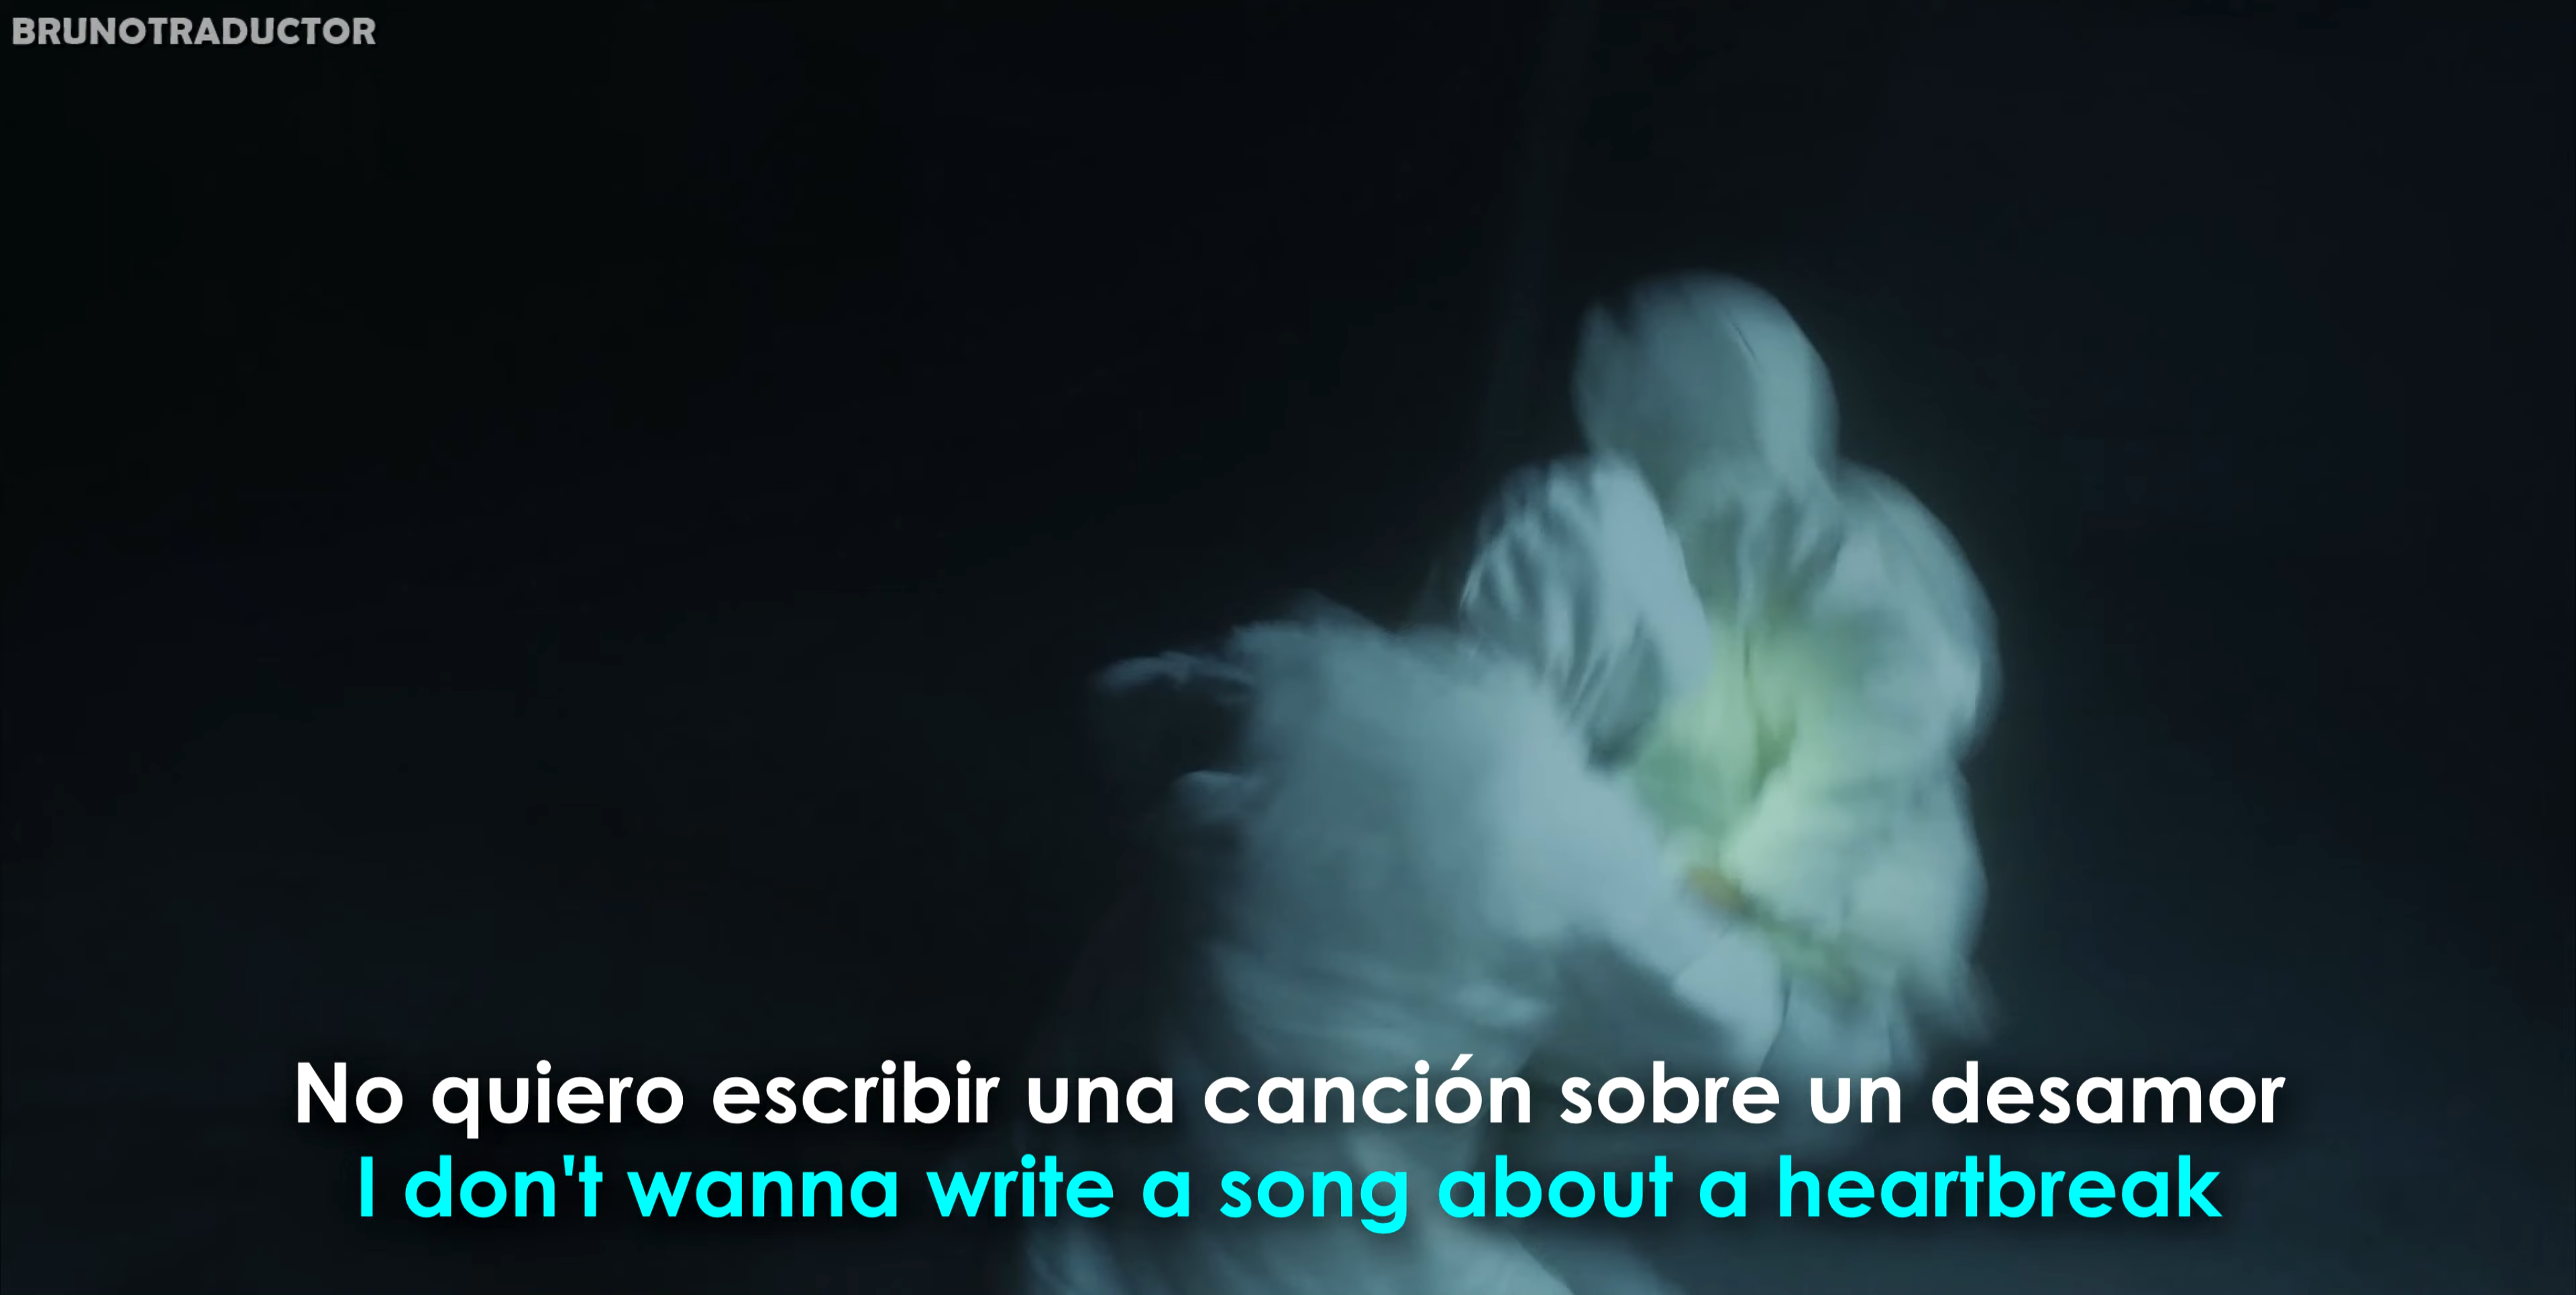 BRUNOTRADUCTOR
No quiero escribir una canción sobre un desamor
I don't wanna write a song about a heartbreak